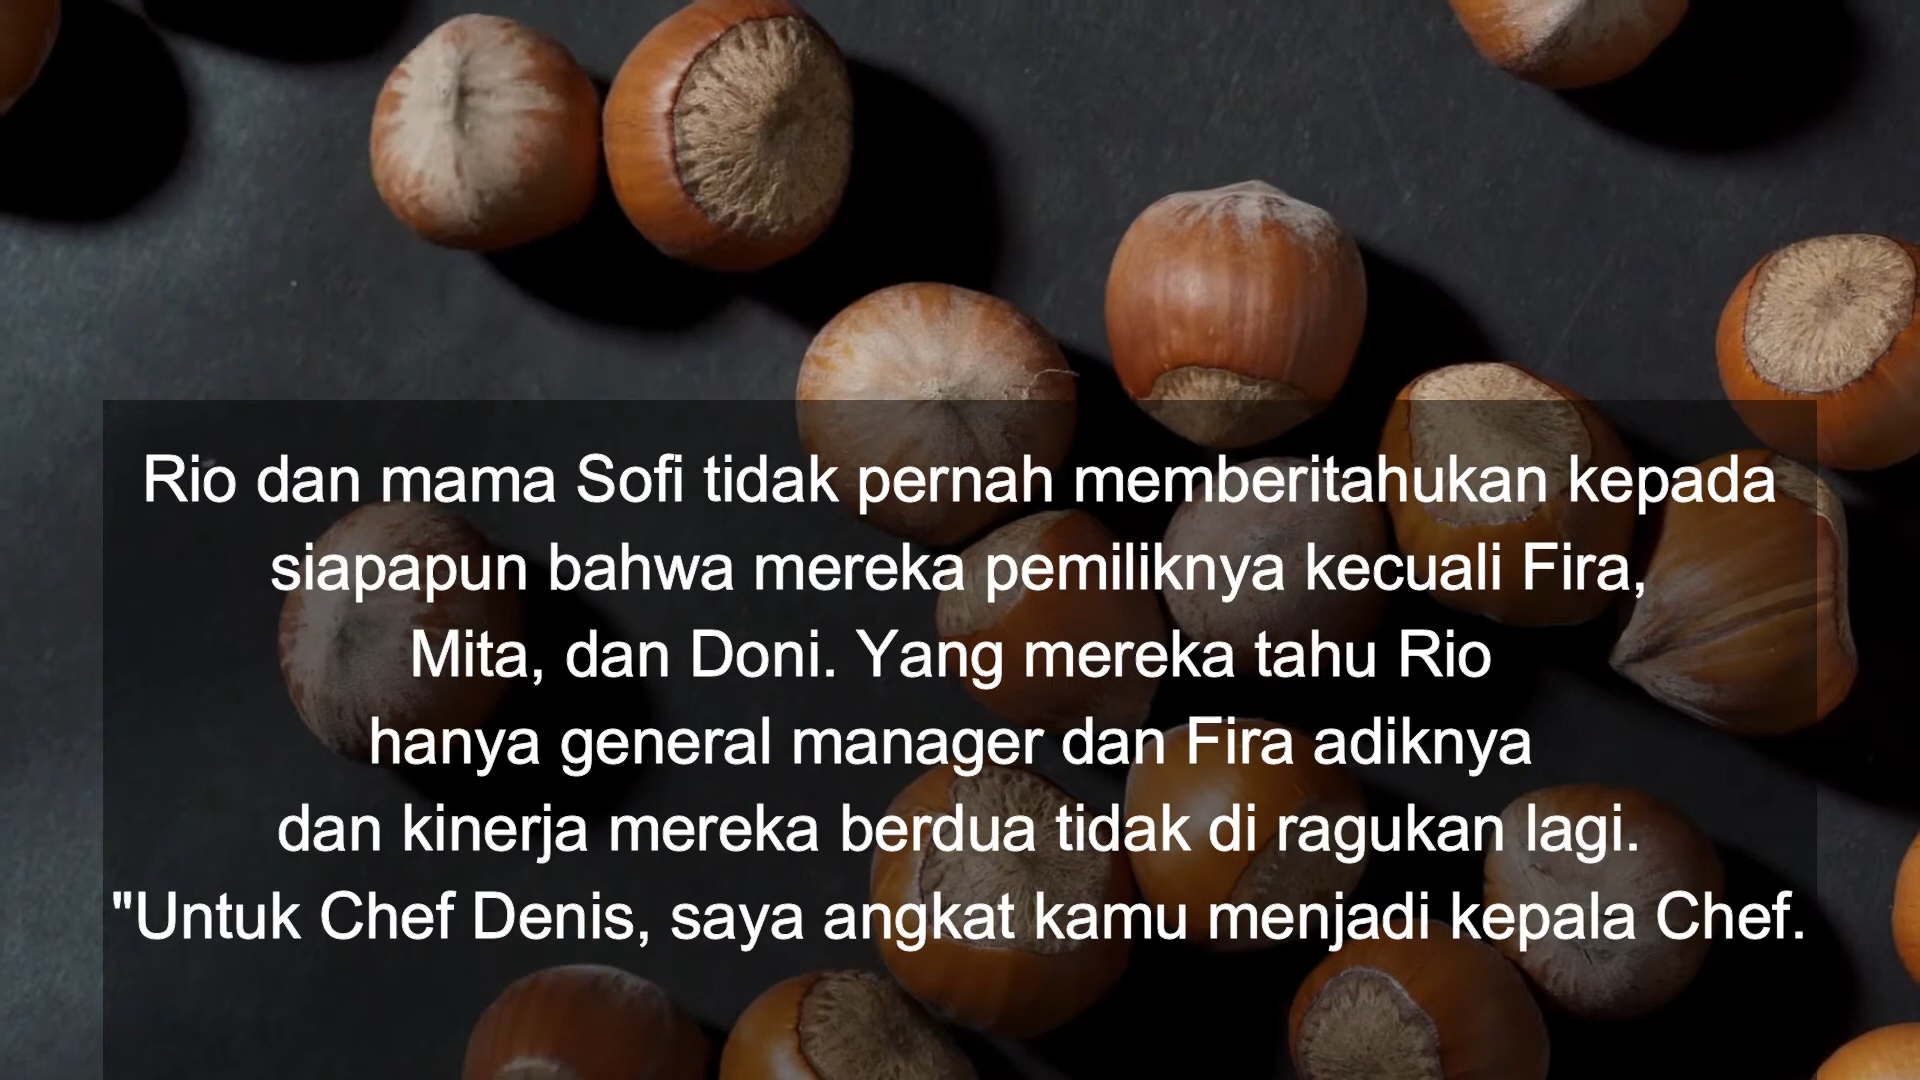 Rio dan mama Sofi tidak pernah memberitahukan kepada
siapapun bahwa mereka pemiliknya kecuali Fira,
Mita, dan Doni. Yang mereka tahu Rio
hanya general manager dan Fira adiknya
dan kinerja mereka berdua tidak di ragukan lagi.
"Untuk Chef Denis, saya angkat kamu menjadi kepala Chef.